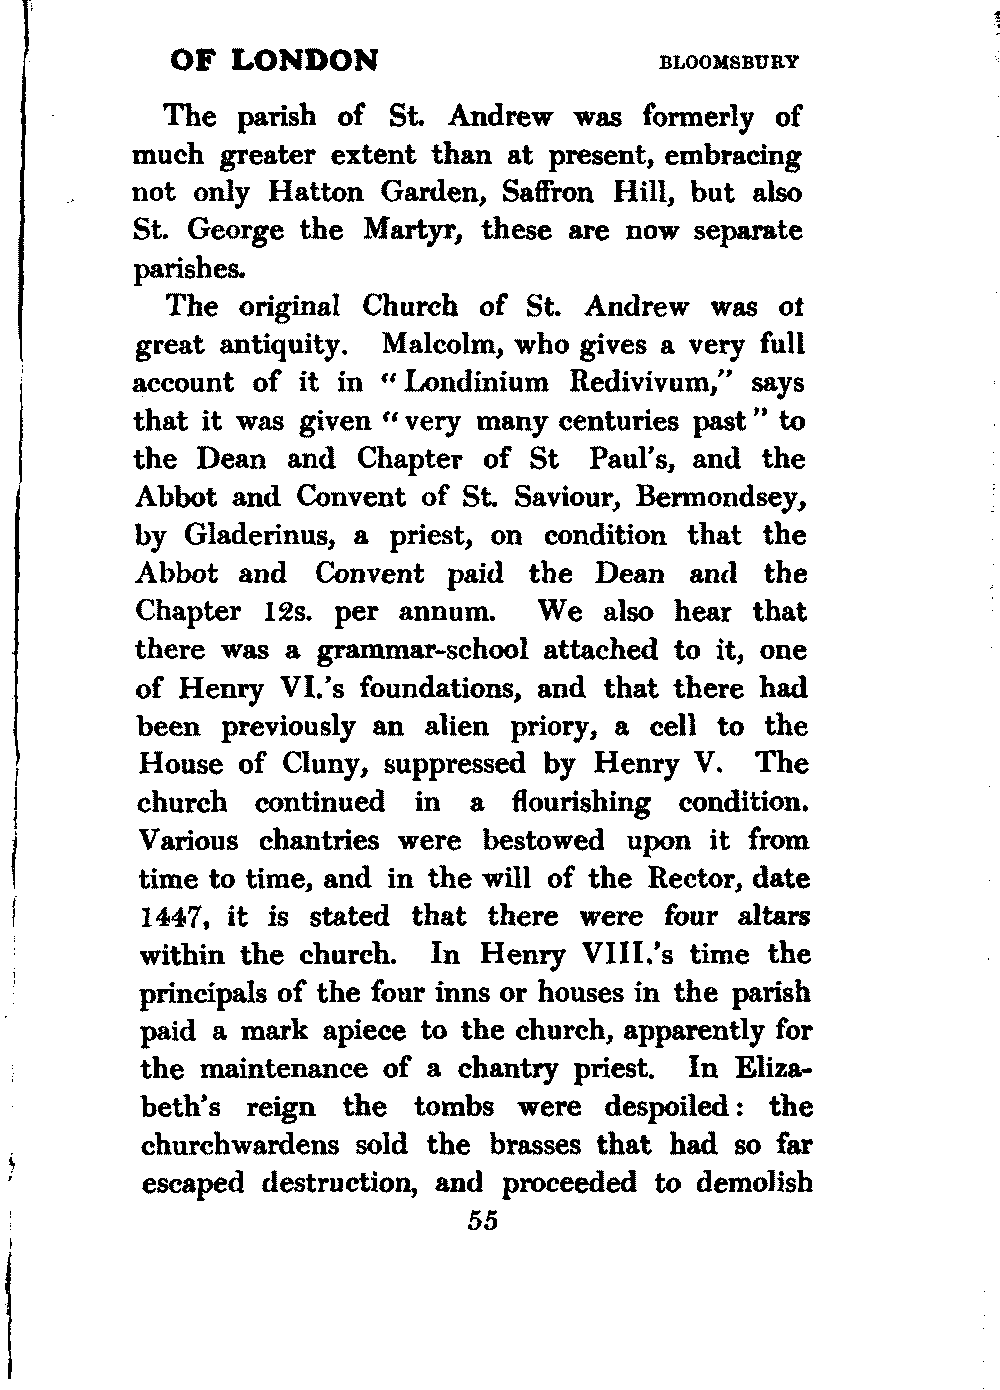 OF LONDON BLOOMSBURY
The parish of St. Andrew was formerly of
much greater extent than at present, embracing
not only Hatton Garden, Saffron Hill, but also
St. George the Martyr, these are now separate
parishes.
The original Church of St. Andrew was of
great antiquity. Malcolm, who gives a very full
account of it in “Londinium Redivivum,” says
that it was given “very many centuries past” to
the Dean and Chapter of St Paul's, and the
Abbot and Convent of St. Saviour, Bermondsey,
by Gladerinus, a priest, on condition that the
Abbot and Convent paid the Dean and the
Chapter 12s. per annum. We also hear that
there was a grammar-school attached to it, one
of Henry VI.'s foundations, and that there had
been previously an alien priory, a cell to the
House of Cluny, suppressed by Henry V. The
church continued in a flourishing condition.
Various chantries were bestowed upon it from
time to time, and in the will of the Rector, date
1447, it is stated that there were four altars
within the church. In Henry VIII.'s time the
principals of the four inns or houses in the parish
paid a mark apiece to the church, apparently for
the maintenance of a chantry priest. In Eliza-
beth's reign the tombs were despoiled: the
churchwardens sold the brasses that had so far
escaped destruction, and proceeded to demolish
55